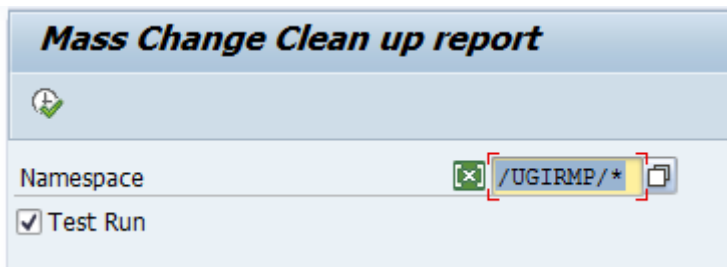 Mass Change Clean up report
Namespace /UGIRMP/*
Test Run